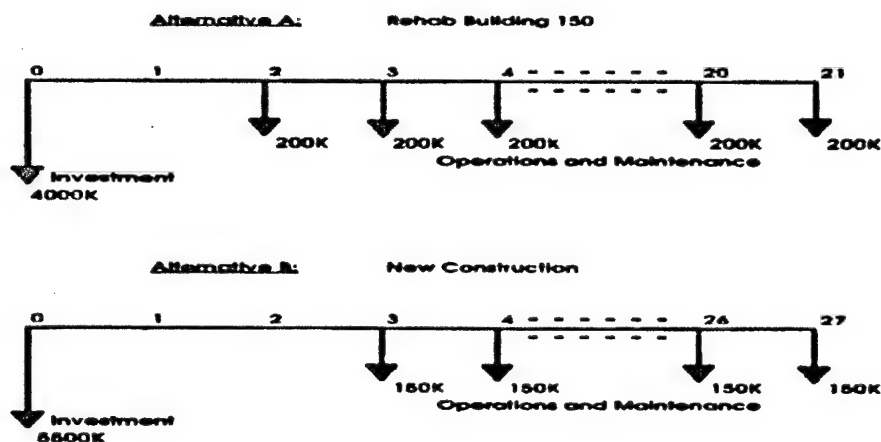 Alternative A: Rehab Building 150
0 1 2 3 4 20 21
200K 200K 200K 200K 200K
Operations and Maintenance
Investment
4000K
Alternative B: New Construction
0 1 2 3 4 26 27
150K 150K 150K 150K
Operations and Maintenance
Investment
5500K